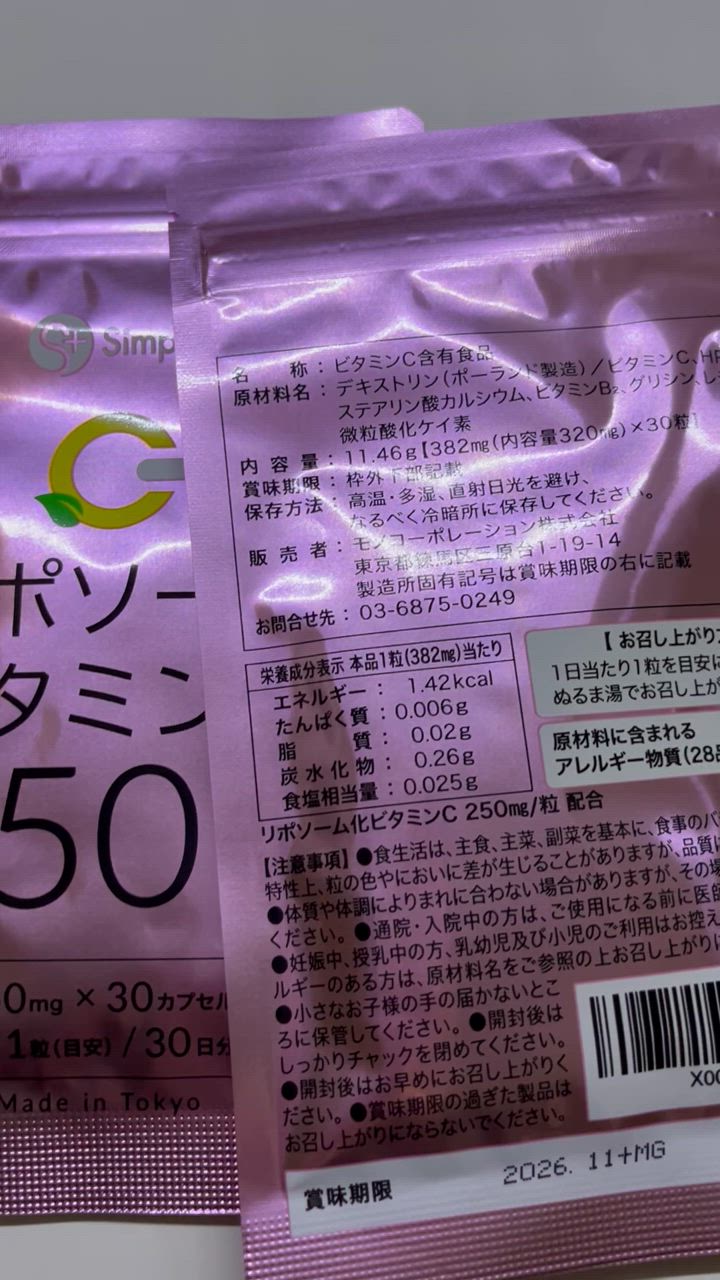 Simp
C
ポソー
タミン
50
0mg × 30カプセル
1粒(目安) / 30日分
Made in Tokyo
名　称：ビタミンC含有食品
原材料名：デキストリン(ポーランド製造)／ビタミンC、HP
ステアリン酸カルシウム、ビタミンB₂、グリシン、レ
微粒酸化ケイ素
内容量：11.46g【382mg(内容量320mg)×30粒】
賞味期限：枠外下部記載
保存方法：高温・多湿、直射日光を避け、
なるべく冷暗所に保存してください。
販売者：モノコーポレーション株式会社
東京都練馬区三原台1-19-14
製造所固有記号は賞味期限の右に記載
お問合せ先：03-6875-0249
栄養成分表示 本品1粒(382mg)当たり
エネルギー：1.42kcal
たんぱく質：0.006g
脂質：0.02g
炭水化物：0.26g
食塩相当量：0.025g
【お召し上がり
1日当たり1粒を目安に
ぬるま湯でお召し上が
原材料に含まれる
アレルギー物質(28品
リポソーム化ビタミンC 250mg/粒 配合
【注意事項】●食生活は、主食、主菜、副菜を基本に、食事のバ
特性上、粒の色やにおいに差が生じることがありますが、品質に
●体質や体調によりまれに合わない場合がありますが、その場
ください。●通院・入院中の方は、ご使用になる前に医師
●妊娠中、授乳中の方、乳幼児及び小児のご利用はお控え
ルギーのある方は、原材料名をご参照の上お召し上がり
●小さなお子様の手の届かないとこ
ろに保管してください。●開封後は
しっかりチャックを閉めてください。
●開封後はお早めにお召し上がりく
ださい。●賞味期限の過ぎた製品は
お召し上がりにならないでください。
X00
賞味期限　2026. 11+MG